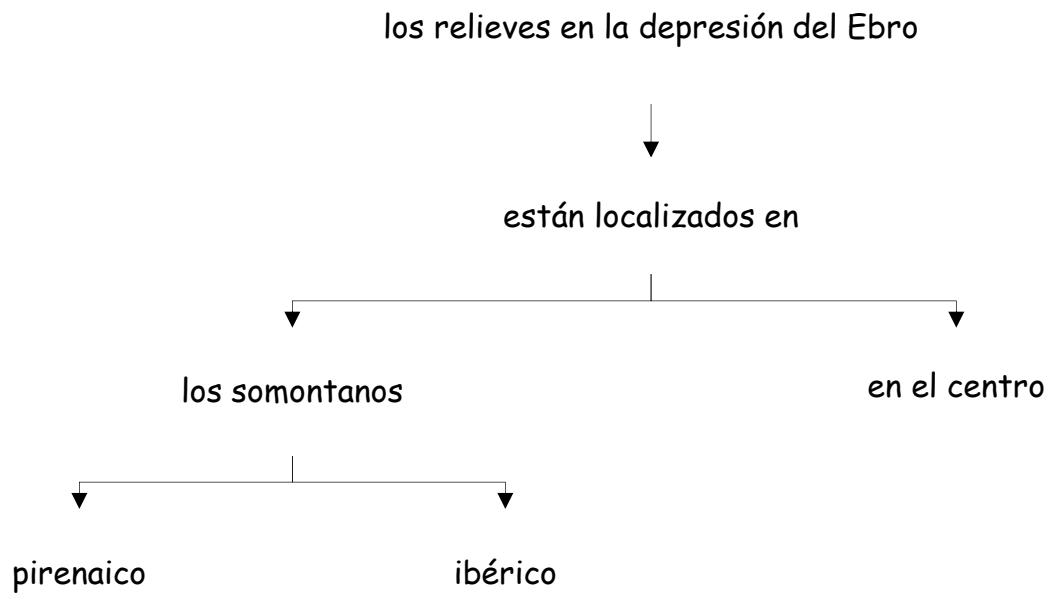 los relieves en la depresión del Ebro
están localizados en
los somontanos
en el centro
pirenaico
ibérico